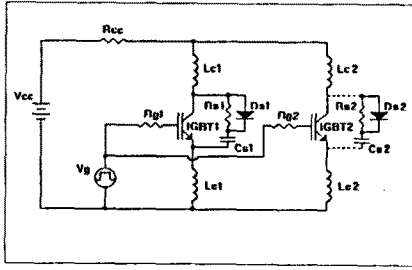 Rcc
Vcc
Lc1
Lc2
Rs1
Ds1
Rs2
Ds2
Rg1
IGBT1
Rg2
IGBT2
Cs1
Cs2
Vg
Le1
Le2